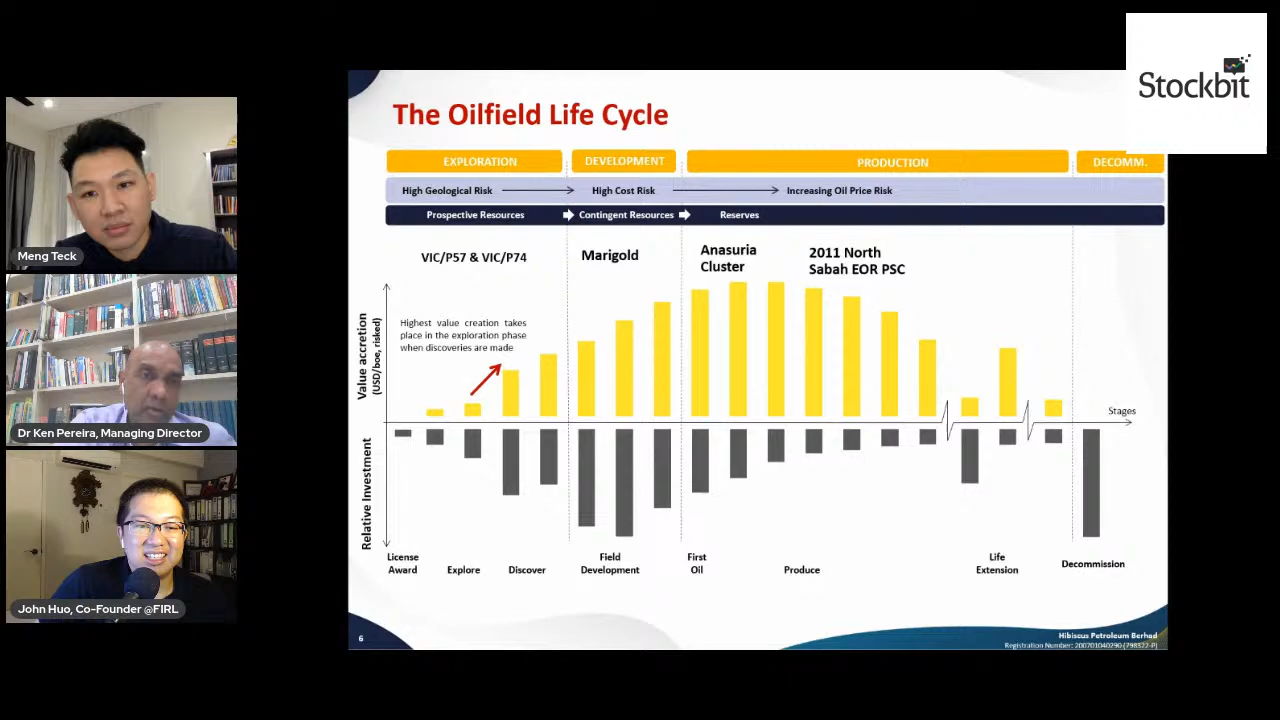 Stockbit
The Oilfield Life Cycle
EXPLORATION
DEVELOPMENT
PRODUCTION
DECOMM.
High Geological Risk
High Cost Risk
Increasing Oil Price Risk
Prospective Resources
Contingent Resources
Reserves
VIC/P57 & VIC/P74
Marigold
Anasuria
Cluster
2011 North
Sabah EOR PSC
Value accretion
(USD/boe, risked)
Highest value creation takes
place in the exploration phase
when discoveries are made
Stages
Relative Investment
License
Award
Explore
Discover
Field
Development
First
Oil
Produce
Life
Extension
Decommission
6
Hibiscus Petroleum Berhad
Registration Number: 200701040290 (798322-P)
Meng Teck
Dr Ken Pereira, Managing Director
John Huo, Co-Founder @FIRL